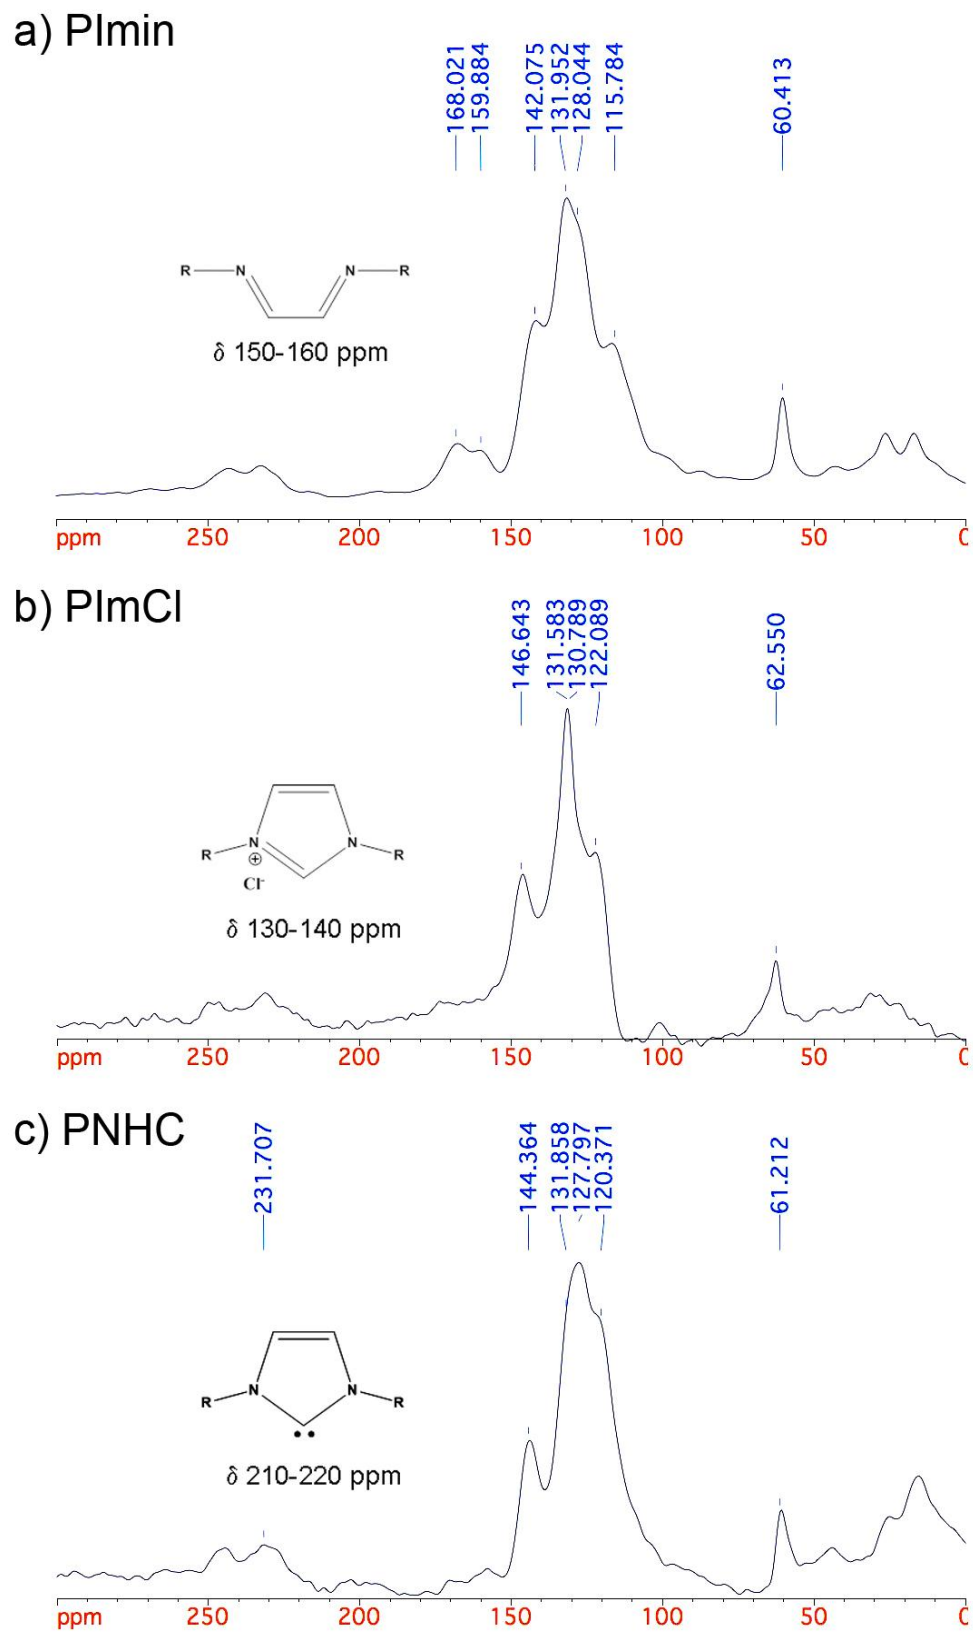 a) PImin
168.021
159.884
142.075
131.952
128.044
115.784
60.413
R N N R
δ 150-160 ppm
ppm 250 200 150 100 50 0
b) PImCl
146.643
131.583
130.789
122.089
62.550
R N N R
⊕
Cl-
δ 130-140 ppm
ppm 250 200 150 100 50 0
c) PNHC
231.707
144.364
131.858
127.797
120.371
61.212
R N N R
δ 210-220 ppm
ppm 250 200 150 100 50 0